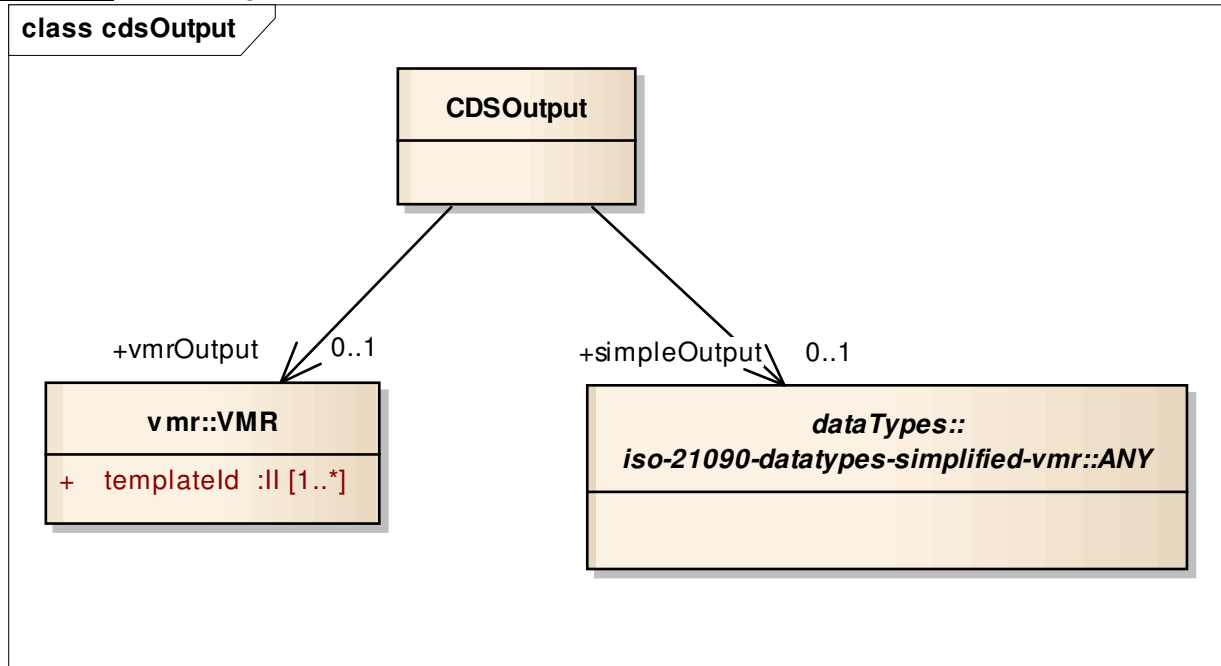 class cdsOutput
CDSOutput
+vmrOutput 0..1
+simpleOutput 0..1
vmr::VMR
+ templateId :II [1..*]
dataTypes::
iso-21090-datatypes-simplified-vmr::ANY